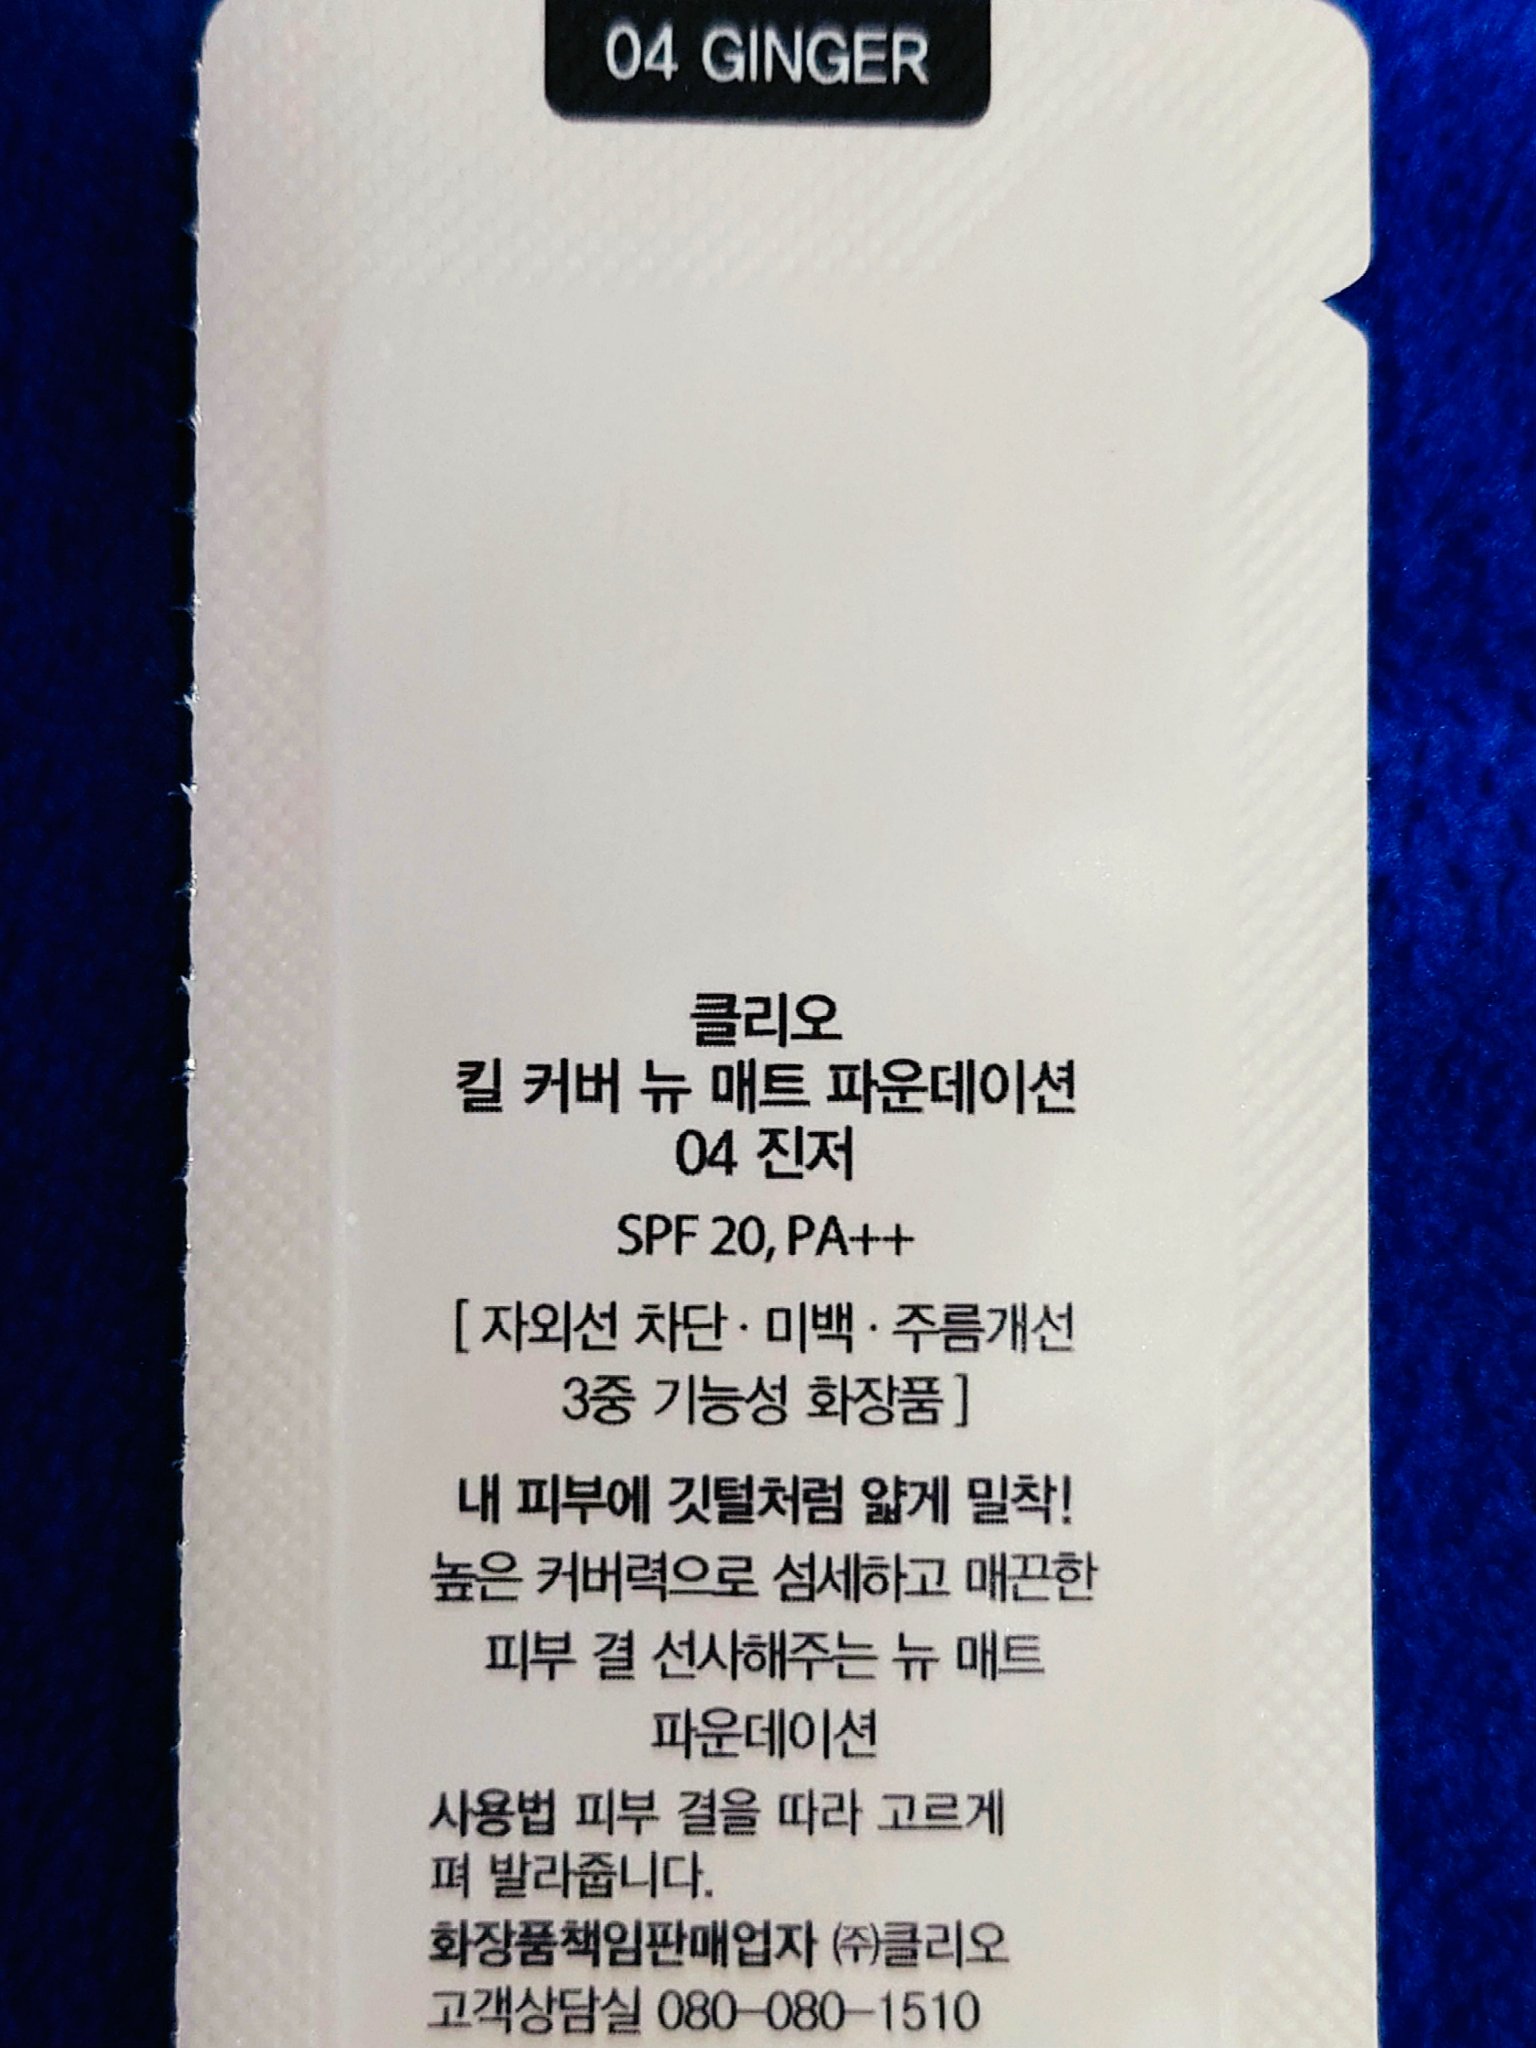 04 GINGER
클리오
킬 커버 뉴 매트 파운데이션
04 진저
SPF 20, PA++
[ 자외선 차단 · 미백 · 주름개선
3중 기능성 화장품 ]
내 피부에 깃털처럼 얇게 밀착!
높은 커버력으로 섬세하고 매끈한
피부 결 선사해주는 뉴 매트
파운데이션
사용법 피부 결을 따라 고르게
펴 발라줍니다.
화장품책임판매업자 ㈜클리오
고객상담실 080-080-1510